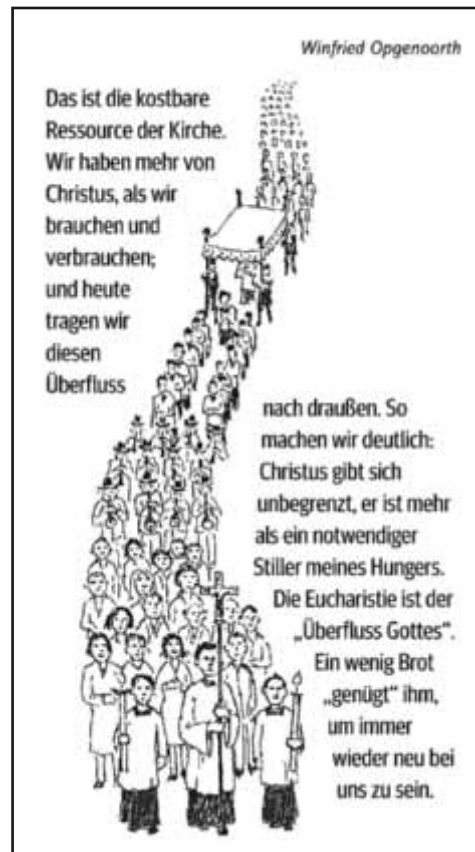 Winfried Opgenoorth
Das ist die kostbare
Ressource der Kirche.
Wir haben mehr von
Christus, als wir
brauchen und
verbrauchen;
und heute
tragen wir
diesen
Überfluss
nach draußen. So
machen wir deutlich:
Christus gibt sich
unbegrenzt, er ist mehr
als ein notwendiger
Stiller meines Hungers.
Die Eucharistie ist der
„Überfluss Gottes“.
Ein wenig Brot
„genügt“ ihm,
um immer
wieder neu bei
uns zu sein.